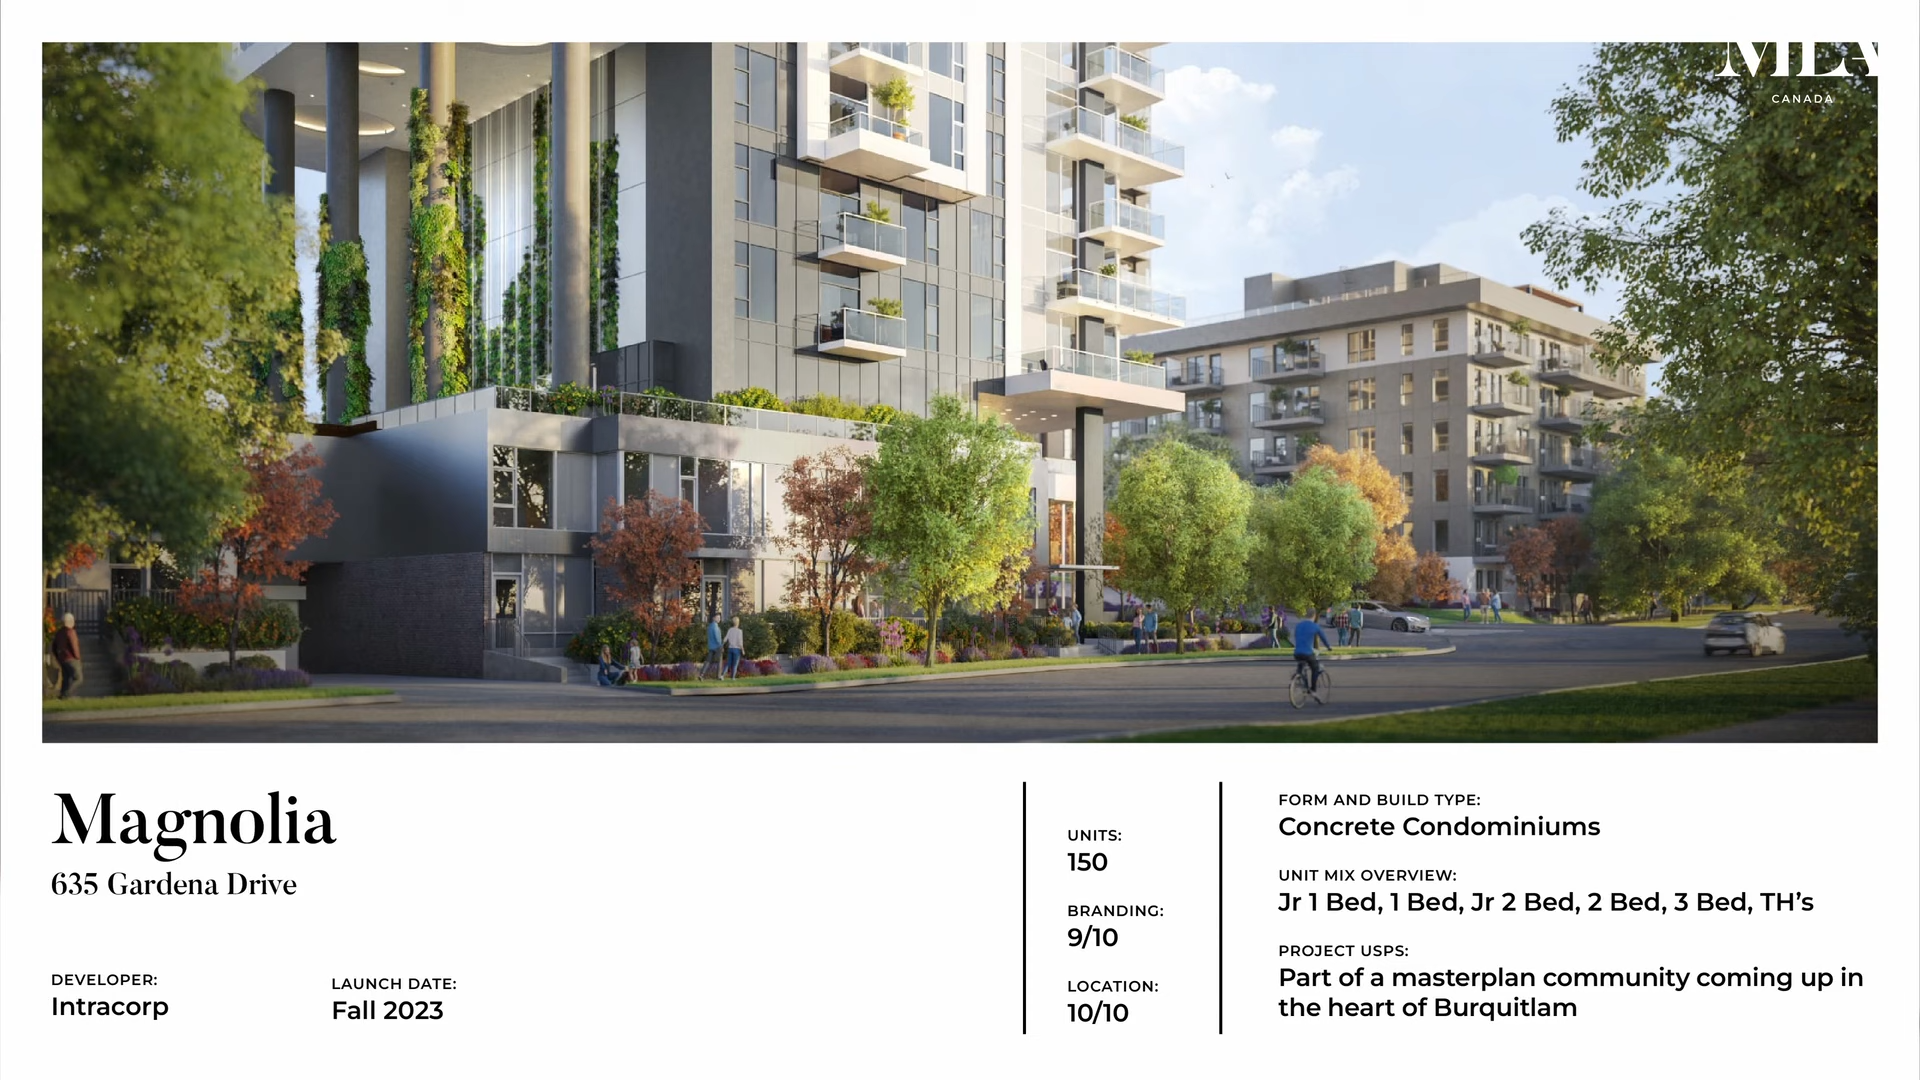 MLA
CANADA
Magnolia
635 Gardena Drive
DEVELOPER:
Intracorp
LAUNCH DATE:
Fall 2023
UNITS:
150
BRANDING:
9/10
LOCATION:
10/10
FORM AND BUILD TYPE:
Concrete Condominiums
UNIT MIX OVERVIEW:
Jr 1 Bed, 1 Bed, Jr 2 Bed, 2 Bed, 3 Bed, TH’s
PROJECT USPS:
Part of a masterplan community coming up in
the heart of Burquitlam